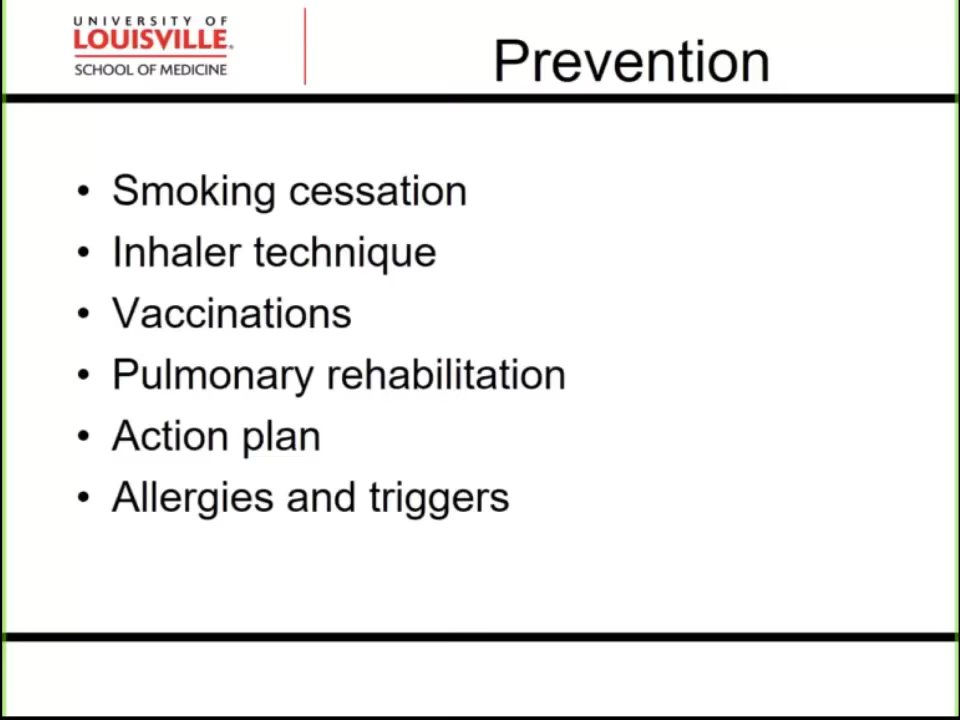 UNIVERSITY OF
LOUISVILLE.
SCHOOL OF MEDICINE
Prevention
• Smoking cessation
• Inhaler technique
• Vaccinations
• Pulmonary rehabilitation
• Action plan
• Allergies and triggers